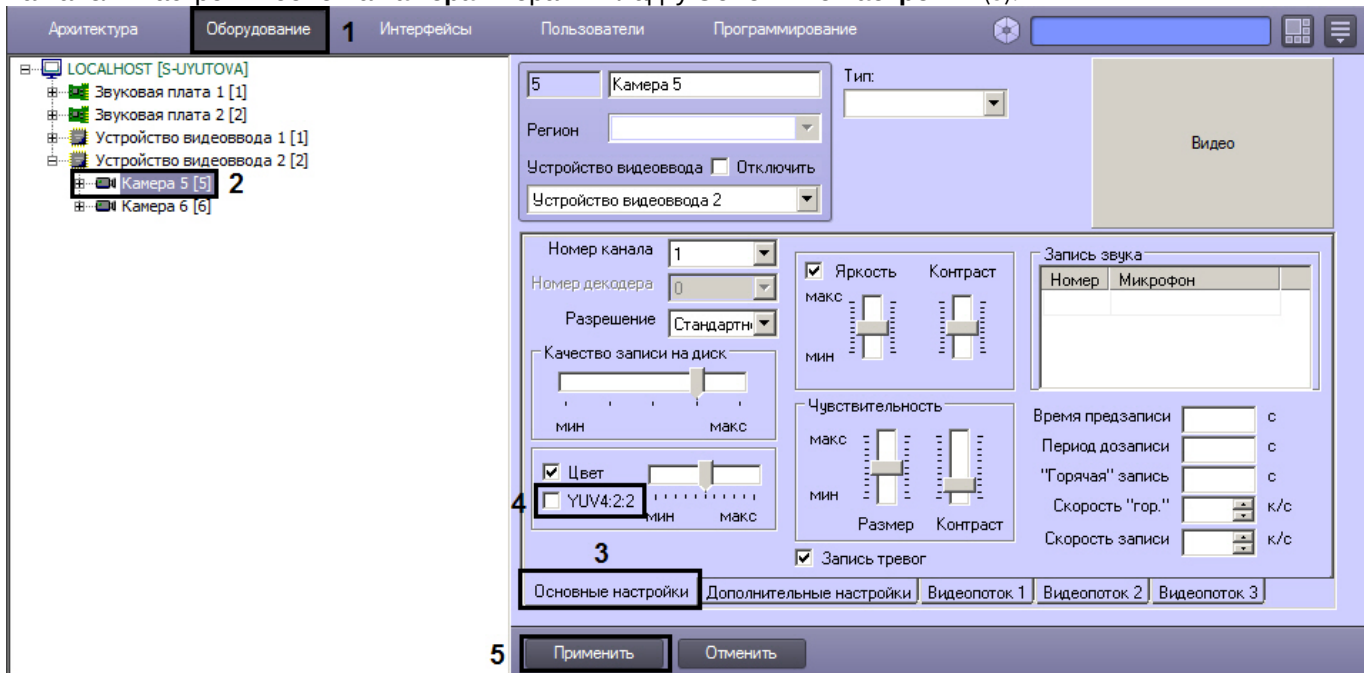 Архитектура Оборудование 1 Интерфейсы Пользователи Программирование
LOCALHOST [S-UYUTOVA]
Звуковая плата 1 [1]
Звуковая плата 2 [2]
Устройство видеоввода 1 [1]
Устройство видеоввода 2 [2]
Камера 5 [5] 2
Камера 6 [6]
5 Камера 5
Тип:
Регион
Устройство видеоввода Отключить
Устройство видеоввода 2
Видео
Номер канала 1
Номер декодера 0
Разрешение Стандартн
Качество записи на диск
мин макс
Цвет
4 YUV4:2:2
мин макс
3
Яркость Контраст
макс
мин
Чувствительность
макс
мин
Размер Контраст
Запись тревог
Запись звука
Номер Микрофон
Время предзаписи с
Период дозаписи с
"Горячая" запись с
Скорость "гор." к/с
Скорость записи к/с
Основные настройки Дополнительные настройки Видеопоток 1 Видеопоток 2 Видеопоток 3
5 Применить Отменить